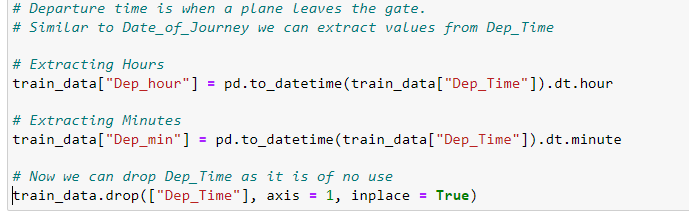 # Departure time is when a plane leaves the gate.
# Similar to Date_of_Journey we can extract values from Dep_Time
# Extracting Hours
train_data["Dep_hour"] = pd.to_datetime(train_data["Dep_Time"]).dt.hour
# Extracting Minutes
train_data["Dep_min"] = pd.to_datetime(train_data["Dep_Time"]).dt.minute
# Now we can drop Dep_Time as it is of no use
train_data.drop(["Dep_Time"], axis = 1, inplace = True)